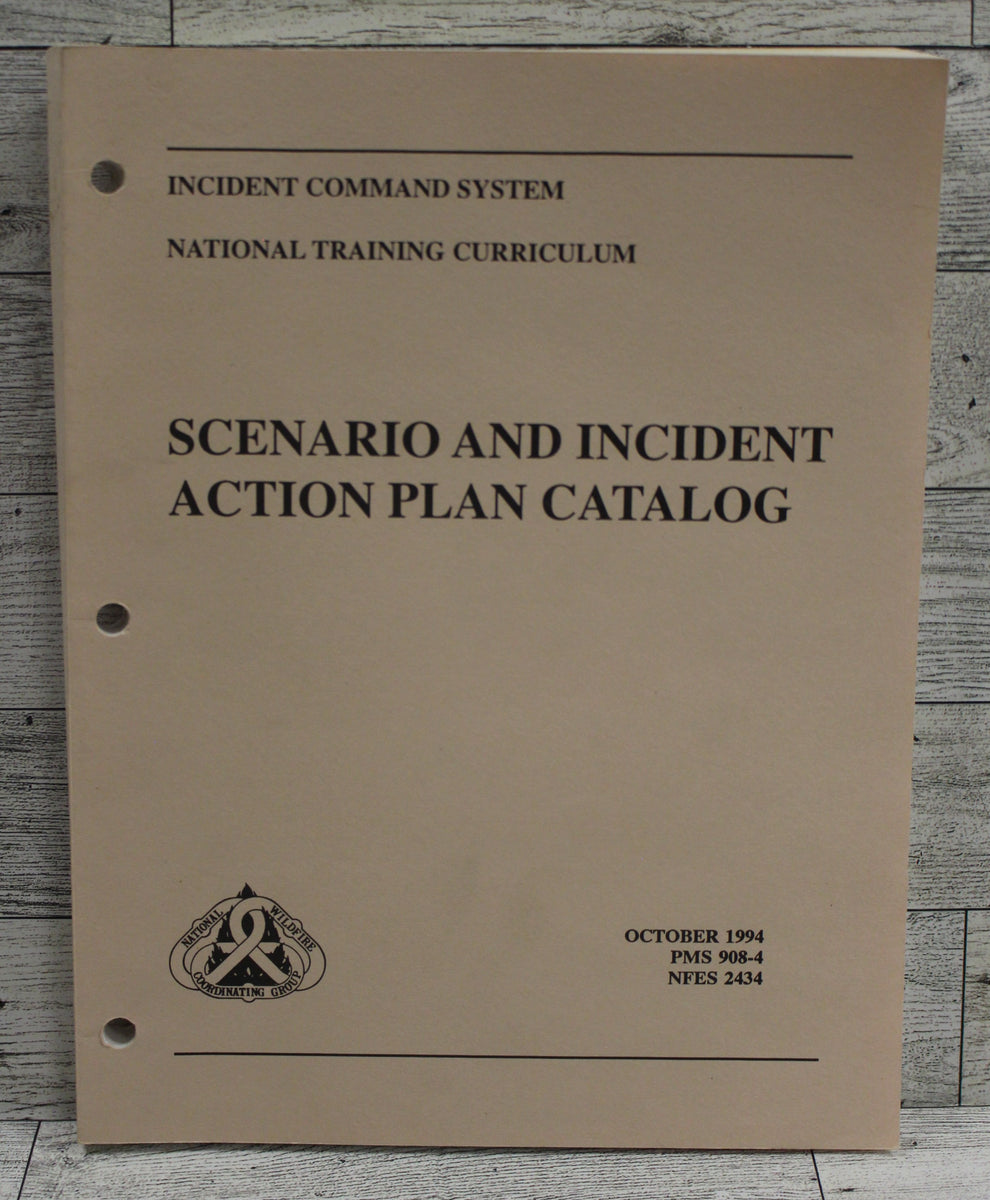 INCIDENT COMMAND SYSTEM
NATIONAL TRAINING CURRICULUM
SCENARIO AND INCIDENT
ACTION PLAN CATALOG
NATIONAL WILDFIRE
COORDINATING GROUP
OCTOBER 1994
PMS 908-4
NFES 2434